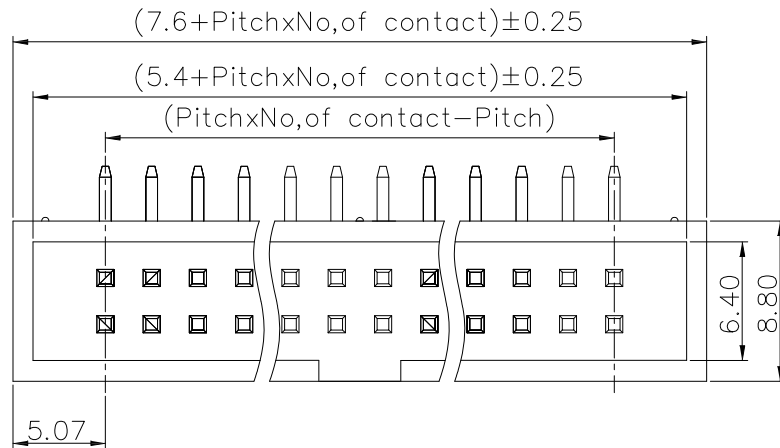 (7.6+PitchxNo,of contact)±0.25
(5.4+PitchxNo,of contact)±0.25
(PitchxNo,of contact-Pitch)
6.40
8.80
5.07